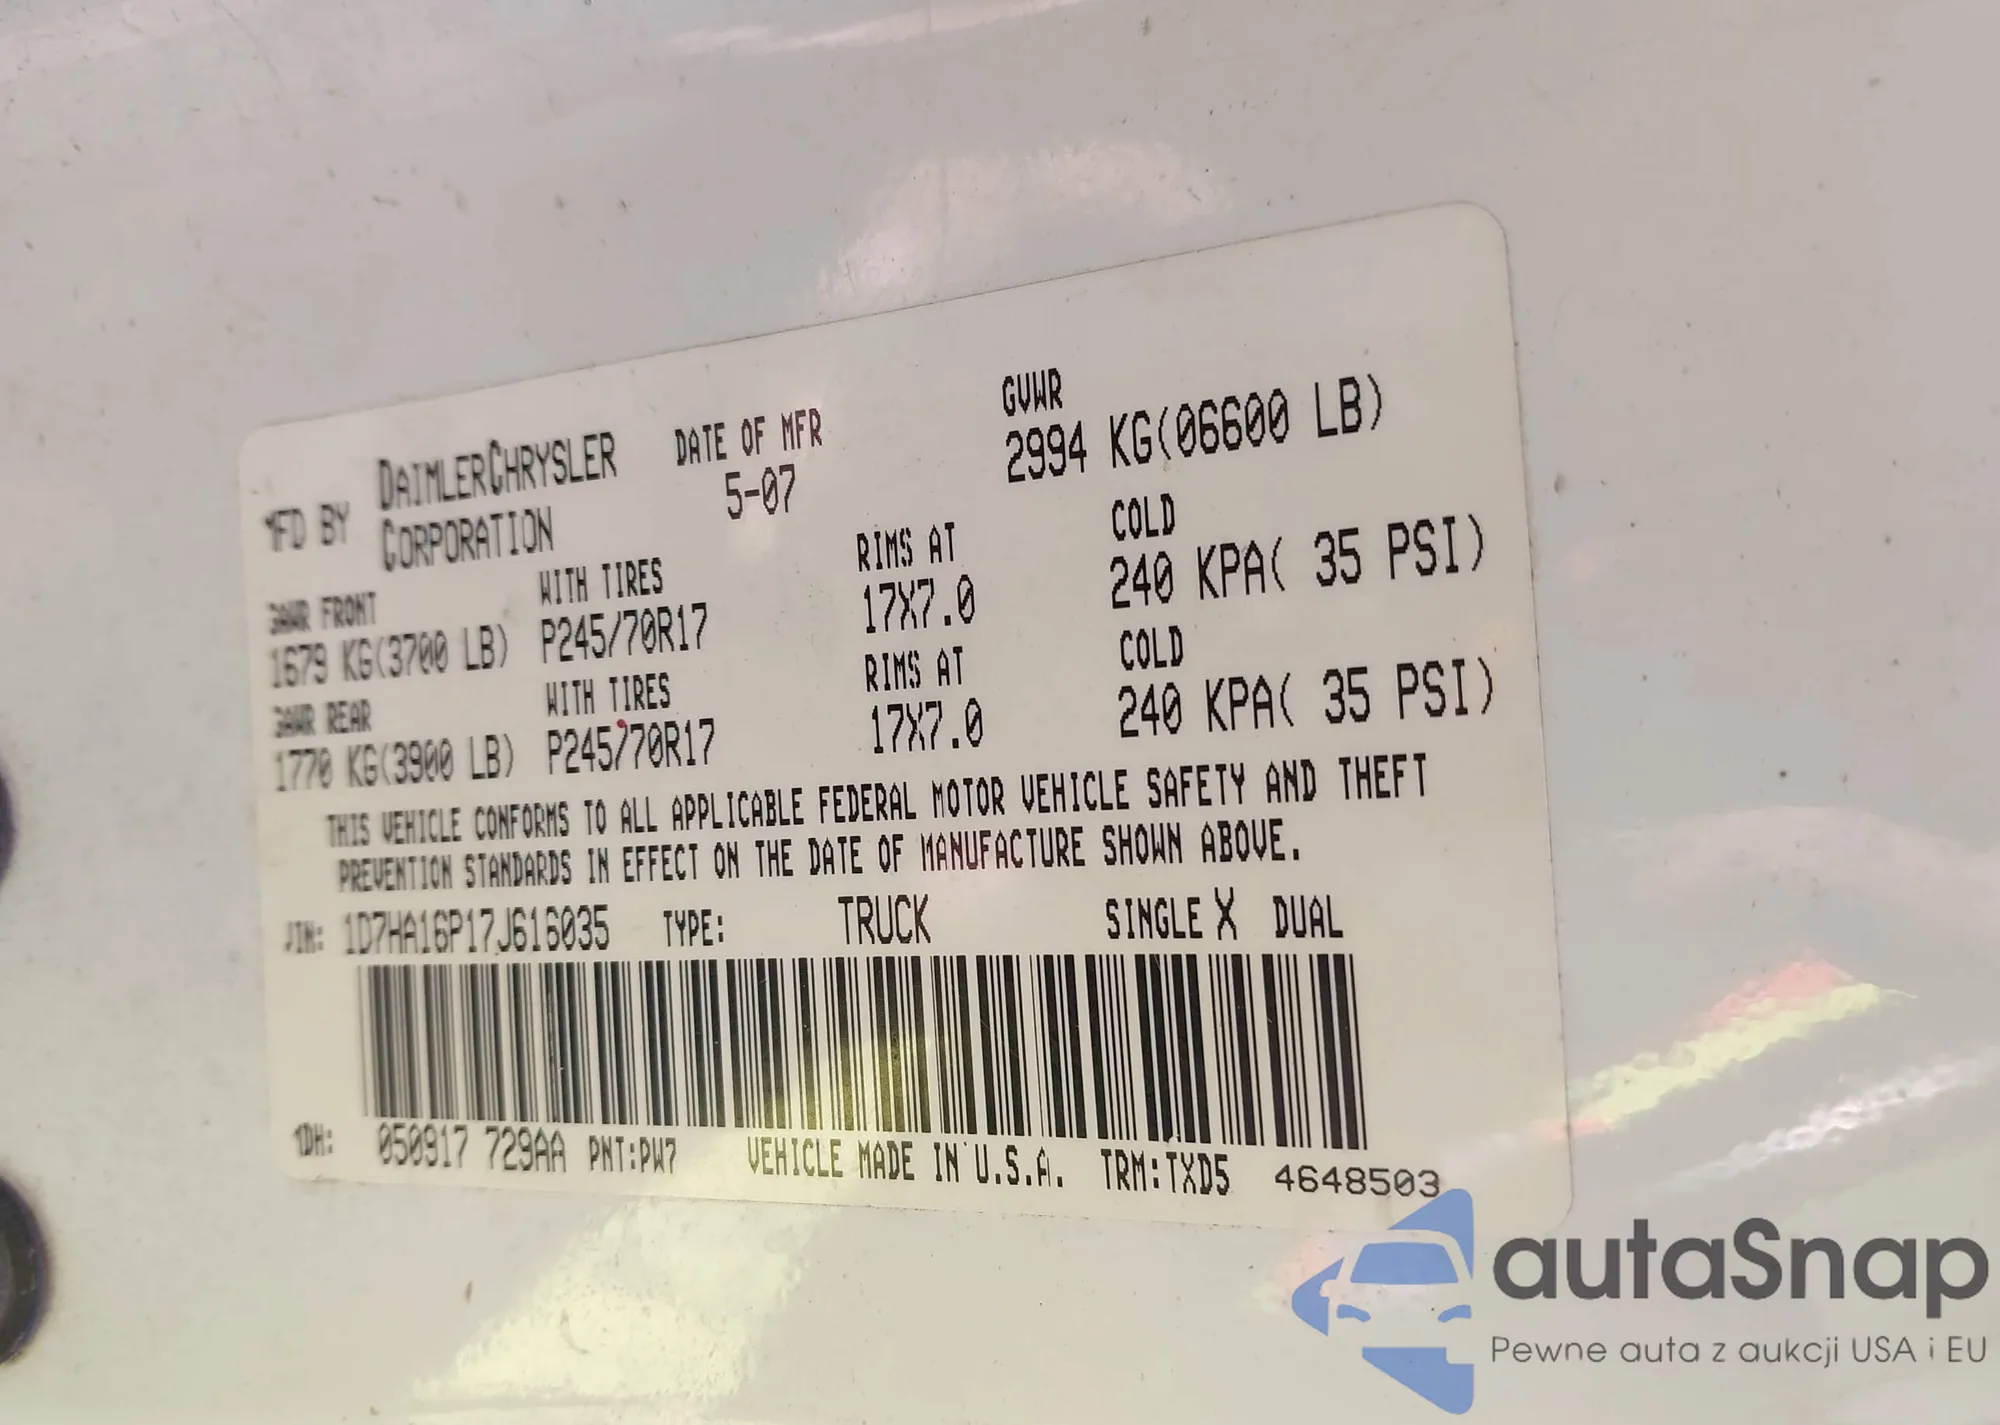 MFD BY DAIMLERCHRYSLER CORPORATION DATE OF MFR 5-07 GVWR 2994 KG(06600 LB)
GAWR FRONT WITH TIRES RIMS AT COLD
1679 KG(3700 LB) P245/70R17 17X7.0 240 KPA( 35 PSI)
GAWR REAR WITH TIRES RIMS AT COLD
1770 KG(3900 LB) P245/70R17 17X7.0 240 KPA( 35 PSI)
THIS VEHICLE CONFORMS TO ALL APPLICABLE FEDERAL MOTOR VEHICLE SAFETY AND THEFT
PREVENTION STANDARDS IN EFFECT ON THE DATE OF MANUFACTURE SHOWN ABOVE.
VIN: 1D7HA16P17J616035 TYPE: TRUCK SINGLE X DUAL
MDH: 050917 729AA PNT:PW7 VEHICLE MADE IN U.S.A. TRM:TXD5 4648503
autaSnap
Pewne auta z aukcji USA i EU